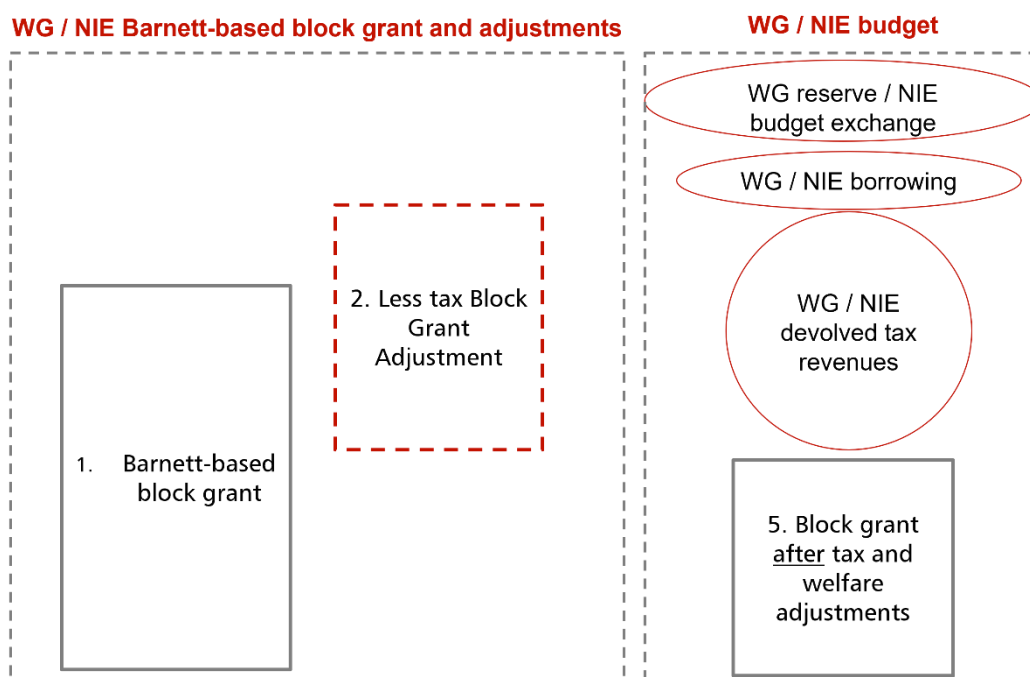 WG / NIE Barnett-based block grant and adjustments
2. Less tax Block
Grant
Adjustment
1. Barnett-based
block grant
WG / NIE budget
WG reserve / NIE
budget exchange
WG / NIE borrowing
WG / NIE
devolved tax
revenues
5. Block grant
after tax and
welfare
adjustments